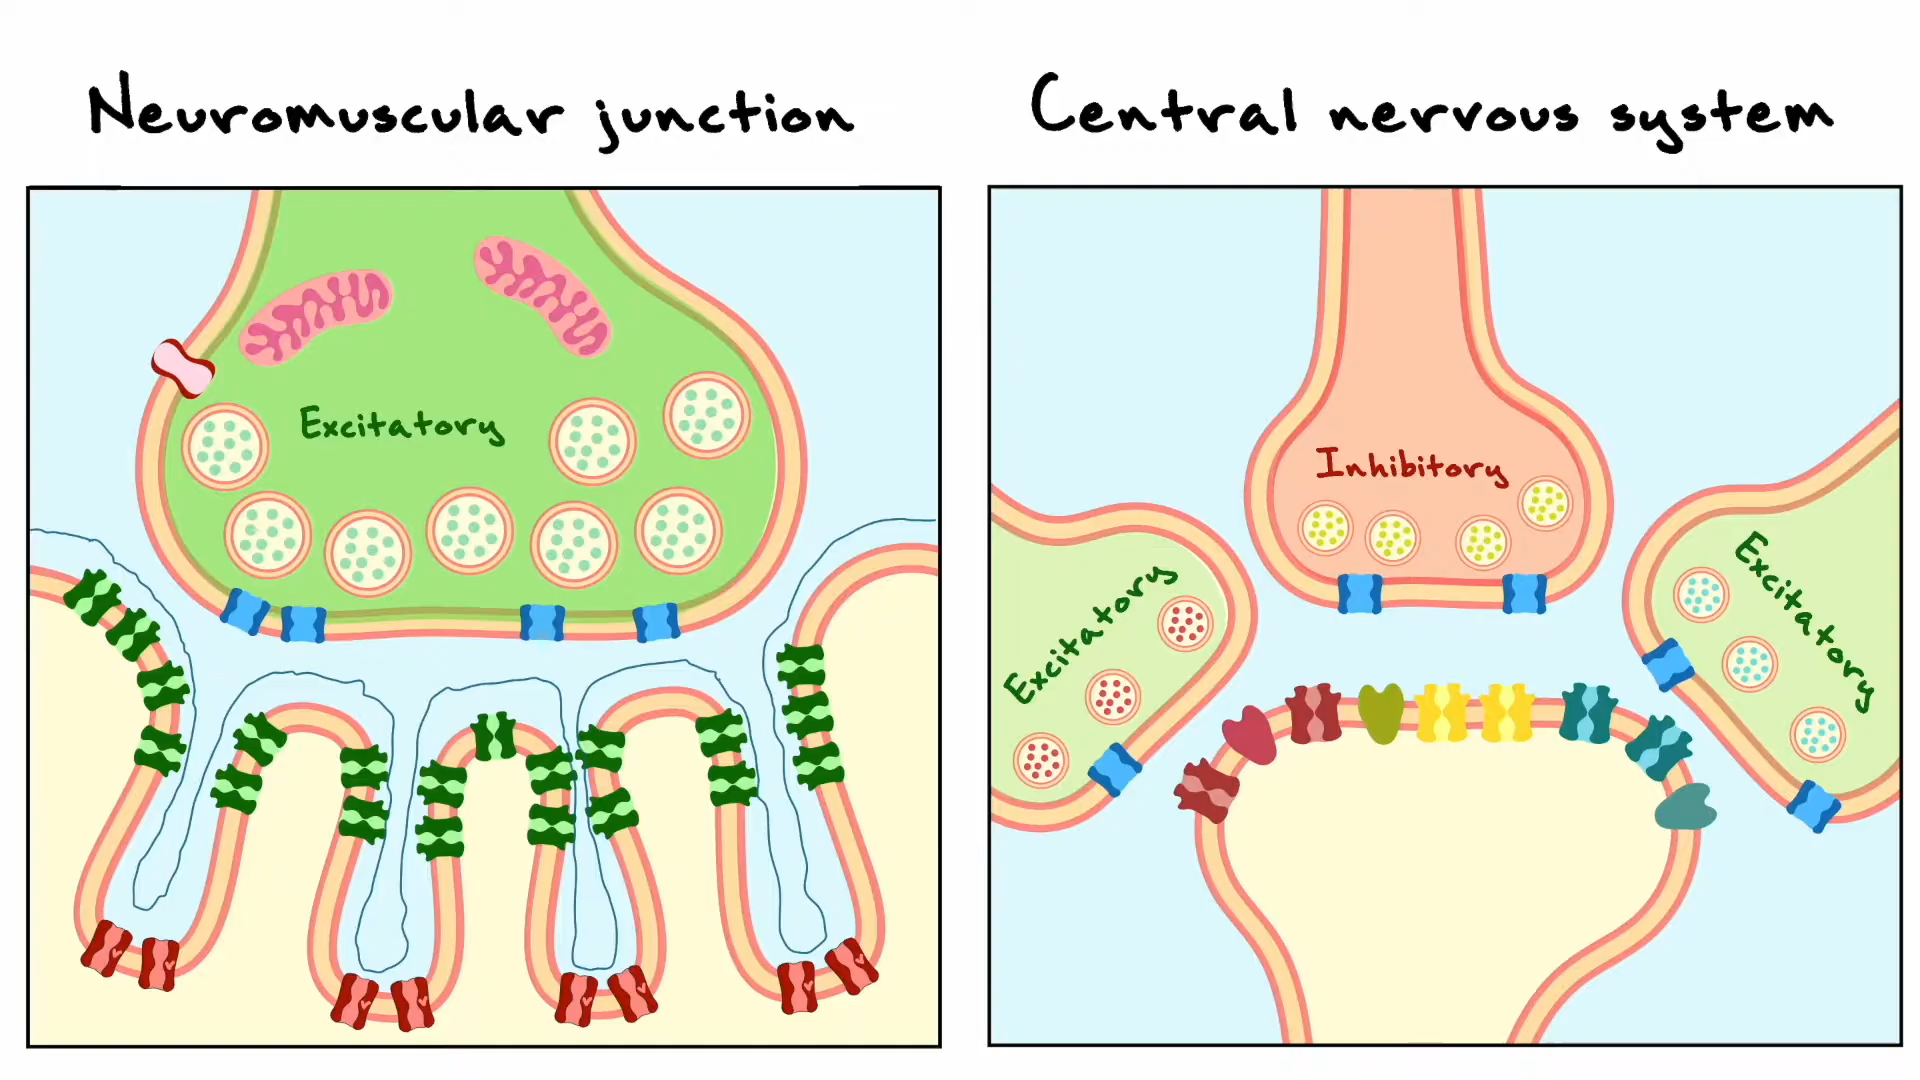 Neuromuscular junction
Central nervous system
Excitatory
Inhibitory
Excitatory
Excitatory